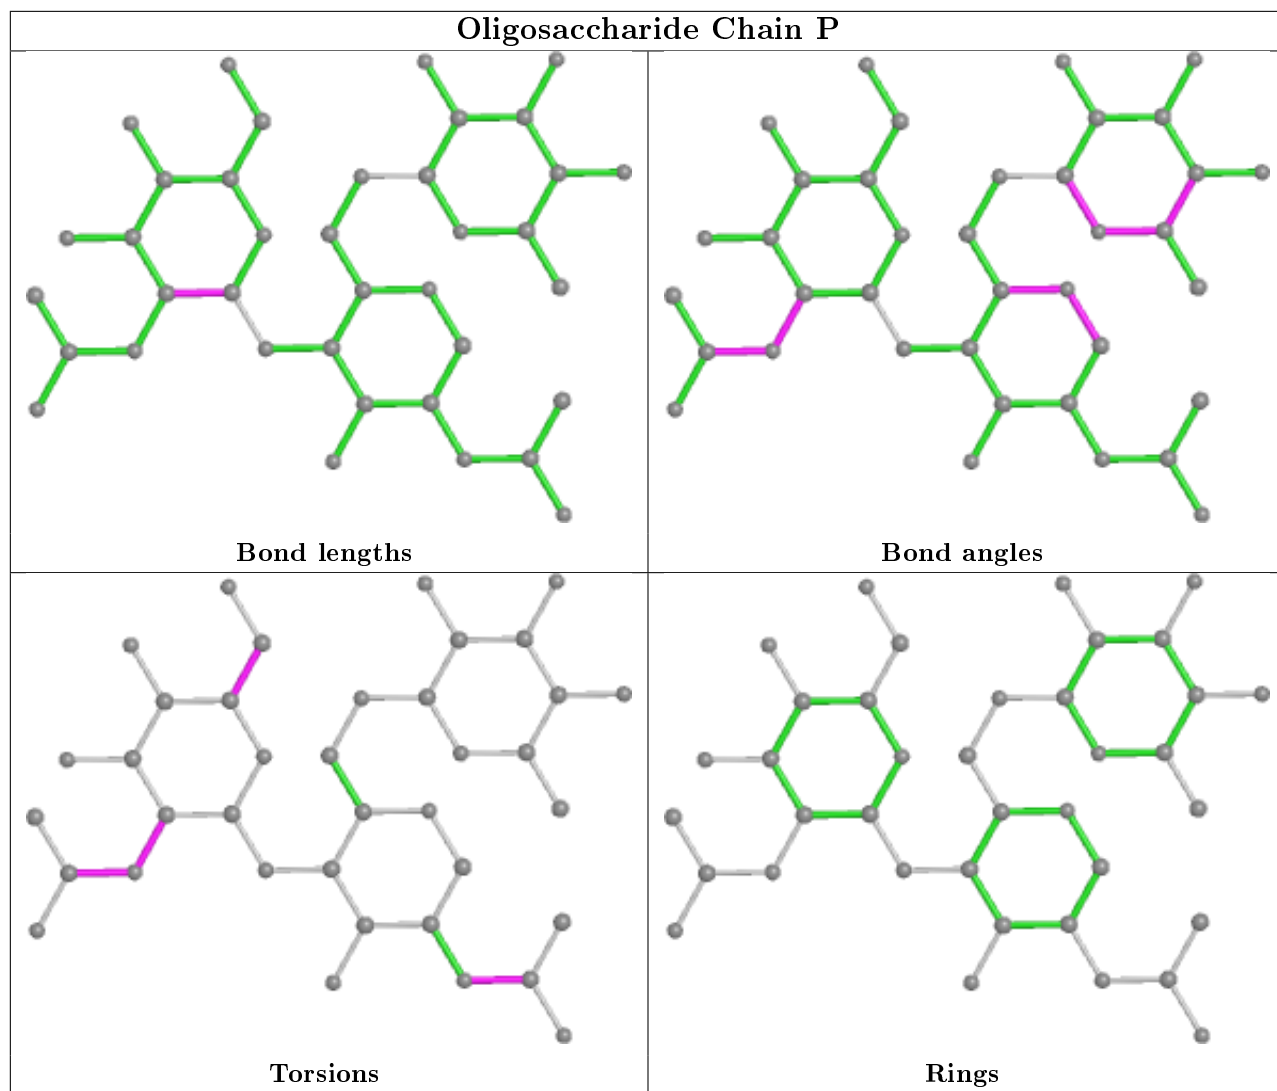 Oligosaccharide Chain P
Bond lengths
Bond angles
Torsions
Rings